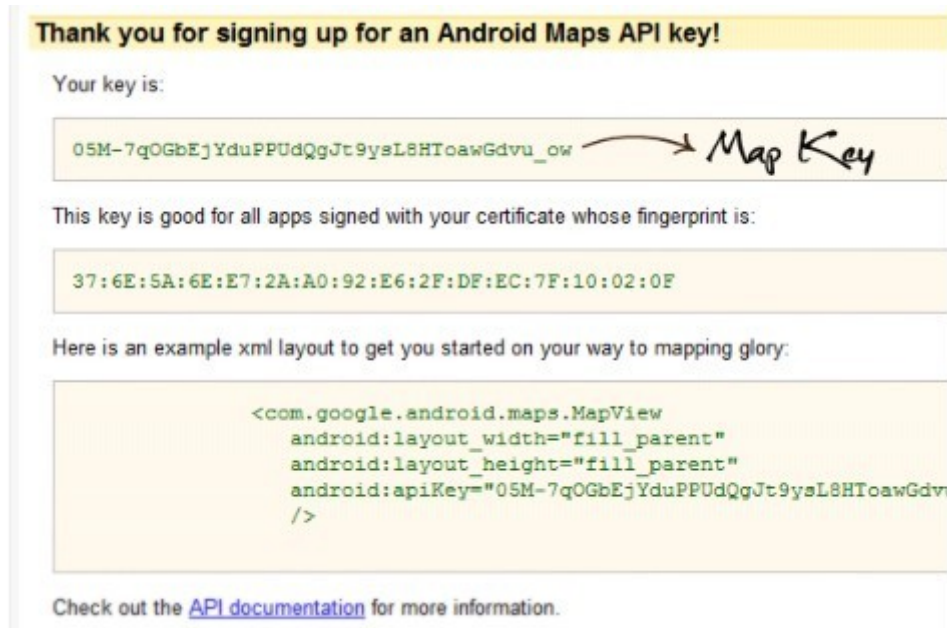 Thank you for signing up for an Android Maps API key!
Your key is:
05M-7qOGbEjYduPPUdQgJt9ysL8HToawGdvu_ow Map Key
This key is good for all apps signed with your certificate whose fingerprint is:
37:6E:5A:6E:E7:2A:A0:92:E6:2F:DF:EC:7F:10:02:0F
Here is an example xml layout to get you started on your way to mapping glory:
<com.google.android.maps.MapView
android:layout_width="fill_parent"
android:layout_height="fill_parent"
android:apiKey="05M-7qOGbEjYduPPUdQgJt9ysL8HToawGdv
/>
Check out the API documentation for more information.